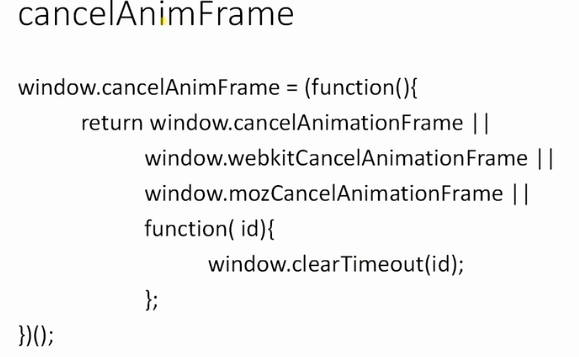 cancelAnimFrame
window.cancelAnimFrame = (function(){
return window.cancelAnimationFrame ||
window.webkitCancelAnimationFrame ||
window.mozCancelAnimationFrame ||
function( id){
window.clearTimeout(id);
};
})();